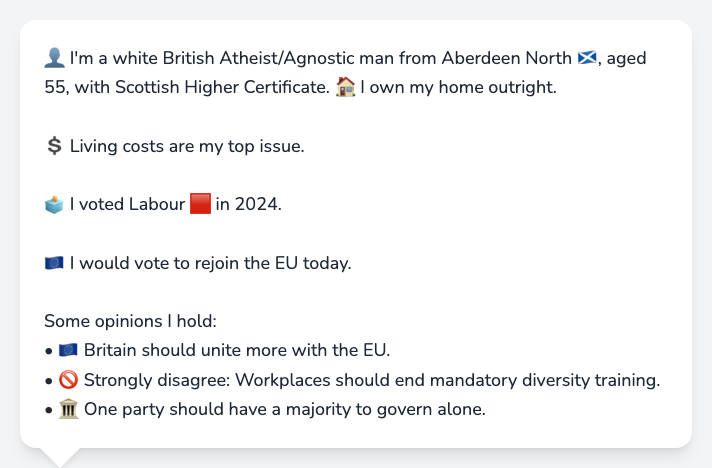 👤 I'm a white British Atheist/Agnostic man from Aberdeen North 🏴󠁧󠁢󠁳󠁣󠁴󠁿, aged
55, with Scottish Higher Certificate. 🏠 I own my home outright.
💲 Living costs are my top issue.
🗳️ I voted Labour 🟥 in 2024.
🇪🇺 I would vote to rejoin the EU today.
Some opinions I hold:
• 🇪🇺 Britain should unite more with the EU.
• 🚫 Strongly disagree: Workplaces should end mandatory diversity training.
• 🏛️ One party should have a majority to govern alone.